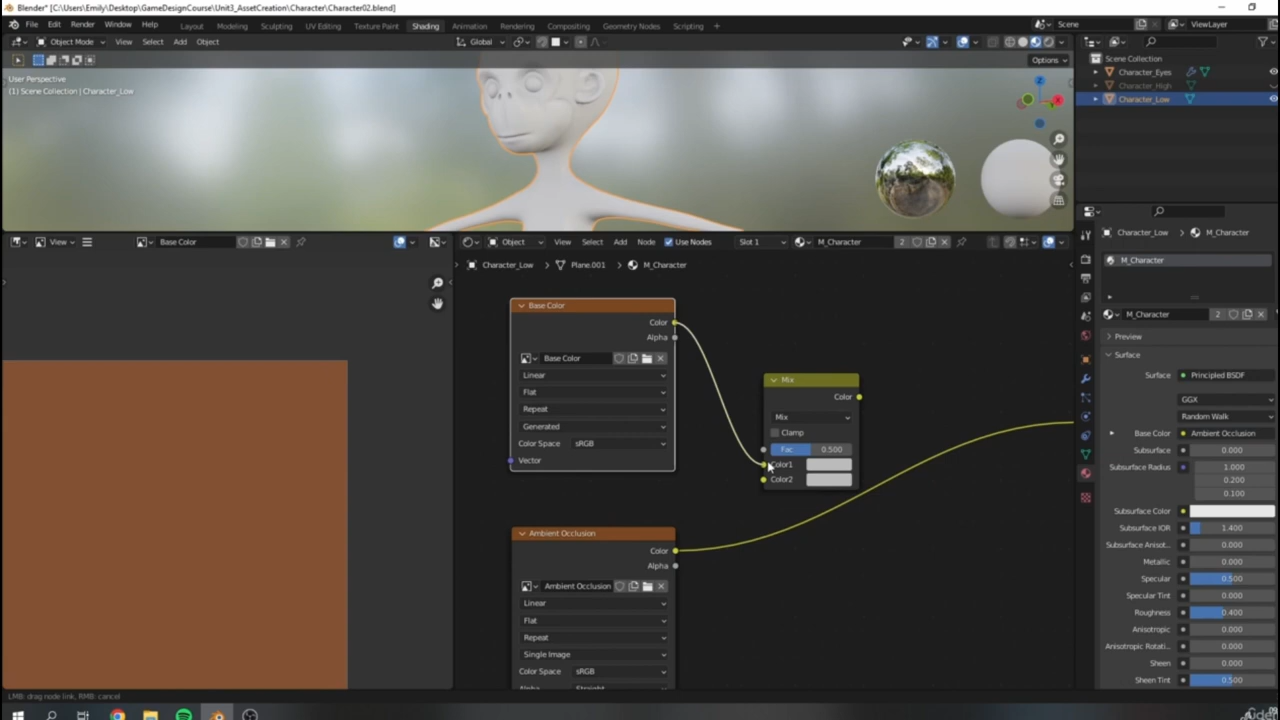 Blender* [C:\Users\Emily\Desktop\GameDesignCourse\Unit3_AssetCreation\Character\Character02.blend]
File Edit Render Window Help Layout Modeling Sculpting UV Editing Texture Paint Shading Animation Rendering Compositing Geometry Nodes Scripting + Scene ViewLayer
Object Mode View Select Add Object Global
Options
User Perspective
(1) Scene Collection | Character_Low
Scene Collection
Character_Eyes
Character_High
Character_Low
View Base Color
Object View Select Add Node Use Nodes Slot 1 M_Character 2
Character_Low > Plane.001 > M_Character
Base Color
Color
Alpha
Base Color
Linear
Flat
Repeat
Generated
Color Space sRGB
Vector
Mix
Color
Mix
Clamp
Fac 0.500
Color1
Color2
Ambient Occlusion
Color
Alpha
Ambient Occlusion
Linear
Flat
Repeat
Single Image
Color Space sRGB
Alpha Straight
Character_Low > M_Character
M_Character
M_Character 2
Preview
Surface
Surface Principled BSDF
GGX
Random Walk
Base Color Ambient Occlusion
Subsurface 0.000
Subsurface Radius 1.000
0.200
0.100
Subsurface Color
Subsurface IOR 1.400
Subsurface Anisot... 0.000
Metallic 0.000
Specular 0.500
Specular Tint 0.000
Roughness 0.400
Anisotropic 0.000
Anisotropic Rotati... 0.000
Sheen 0.000
Sheen Tint 0.500
LMB: drag node link, RMB: cancel